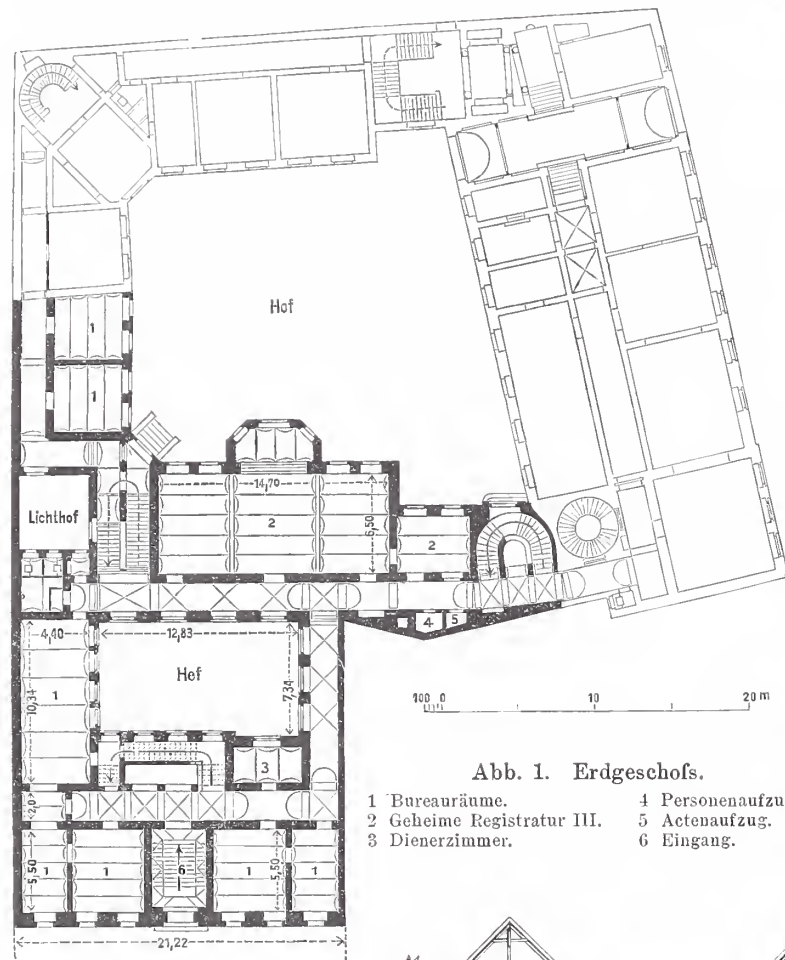 Hof
1
1
Lichthof
14,70
2
6,50
2
4,40
12,83
4
5
10,34
1
Hof
7,34
3
2,0
5,50
1
1
6
1
5,50
1
21,22
100 0 10 20 m
Abb. 1. Erdgeschoſs.
1 Bureauräume.
2 Geheime Registratur III.
3 Dienerzimmer.
4 Personenaufzu
5 Actenaufzug.
6 Eingang.